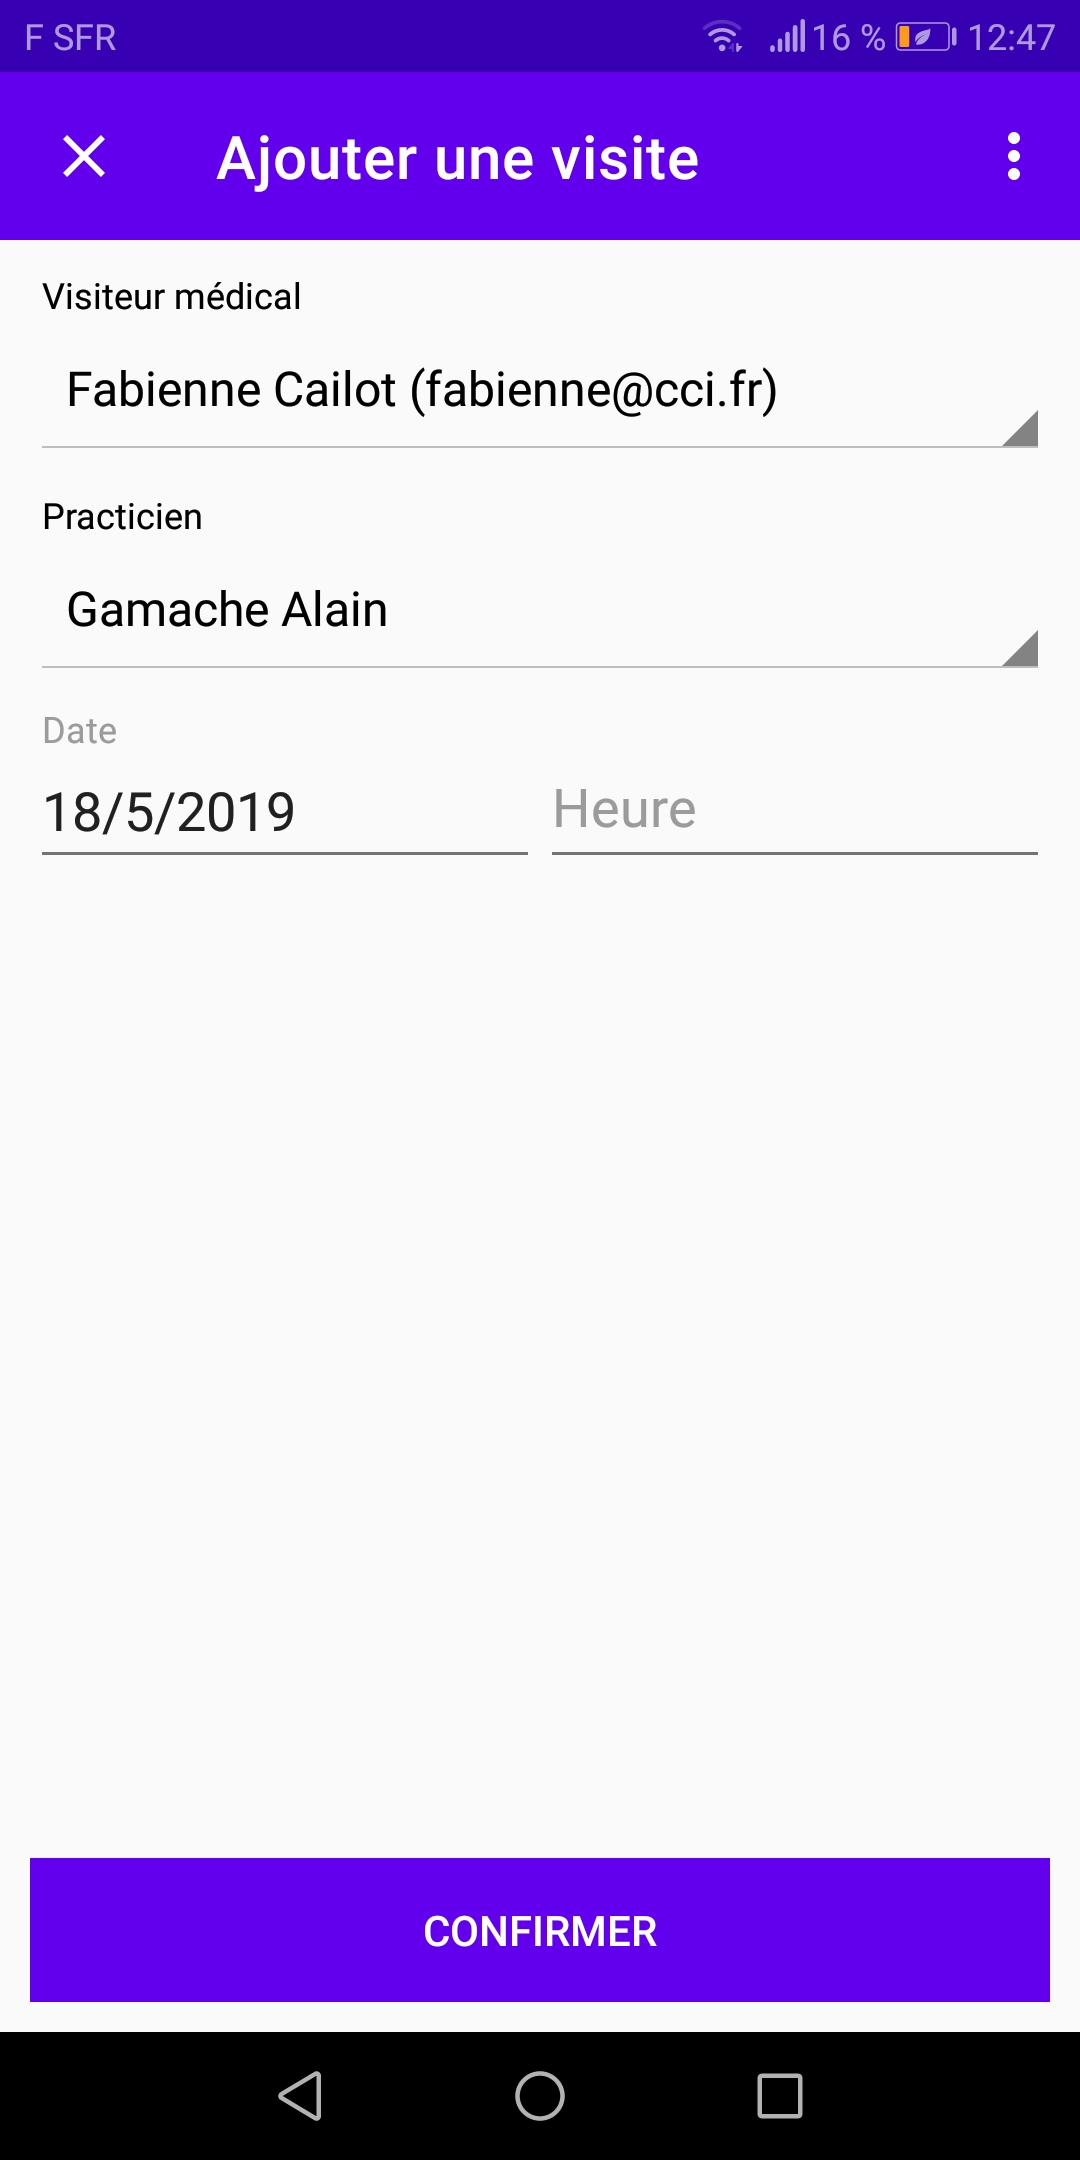 F SFR 16 % 12:47
Ajouter une visite
Visiteur médical
Fabienne Cailot (fabienne@cci.fr)
Practicien
Gamache Alain
Date
18/5/2019 Heure
CONFIRMER